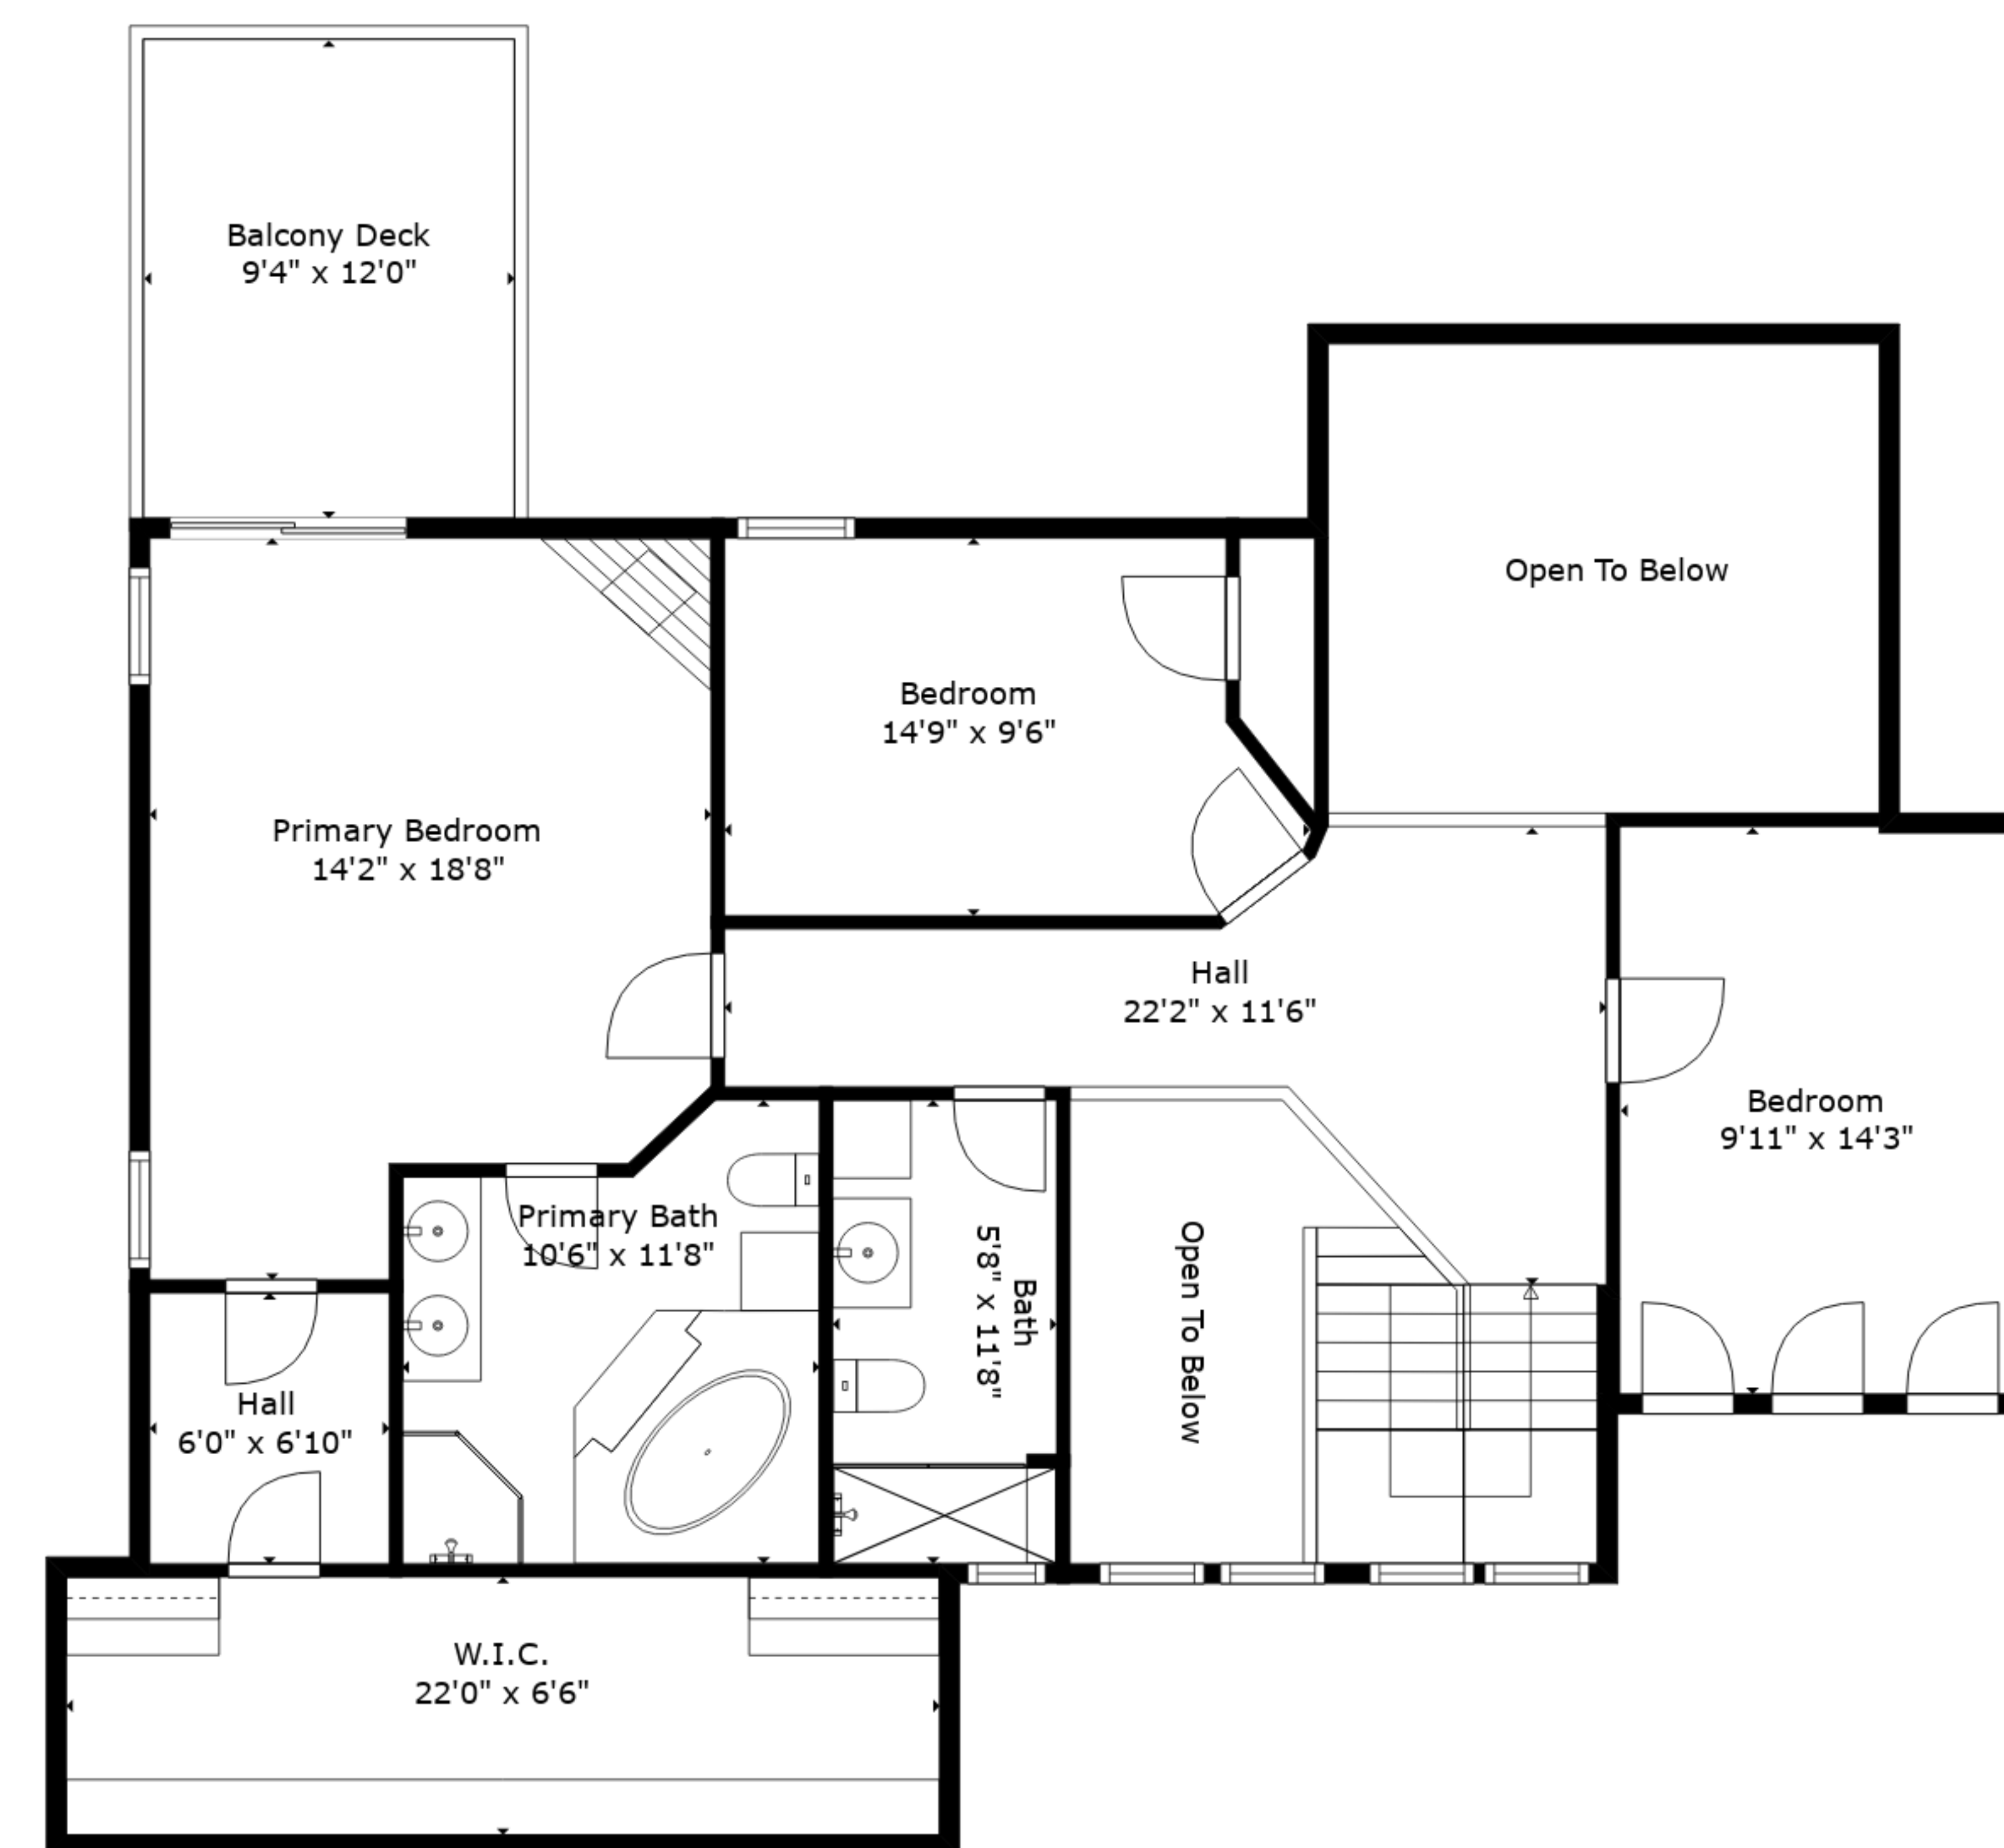 Balcony Deck
9'4" x 12'0"
Open To Below
Bedroom
14'9" x 9'6"
Primary Bedroom
14'2" x 18'8"
Hall
22'2" x 11'6"
Bedroom
9'11" x 14'3"
Primary Bath
10'6" x 11'8"
Bath
5'8" x 11'8"
Open To Below
Hall
6'0" x 6'10"
W.I.C.
22'0" x 6'6"